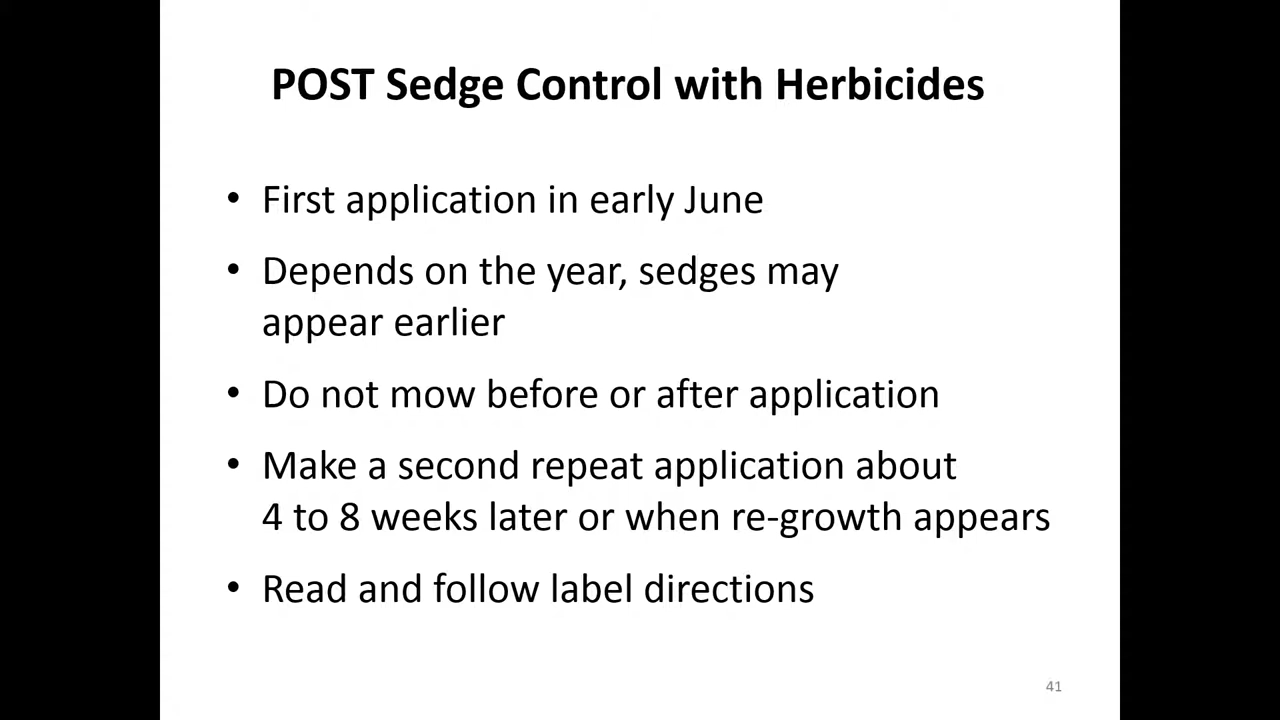 POST Sedge Control with Herbicides
• First application in early June
• Depends on the year, sedges may
appear earlier
• Do not mow before or after application
• Make a second repeat application about
4 to 8 weeks later or when re-growth appears
• Read and follow label directions
41